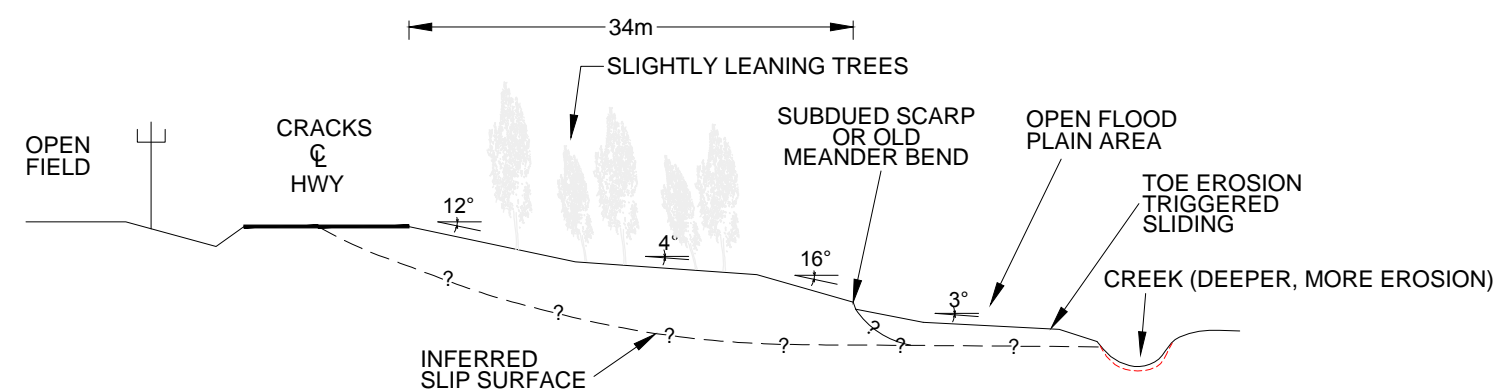 34m
SLIGHTLY LEANING TREES
SUBDUED SCARP
OR OLD
MEANDER BEND
OPEN FLOOD
PLAIN AREA
OPEN
FIELD
CRACKS
℄
HWY
TOE EROSION
TRIGGERED
SLIDING
12°
4°
16°
3°
CREEK (DEEPER, MORE EROSION)
?
?
?
?
?
?
?
INFERRED
SLIP SURFACE